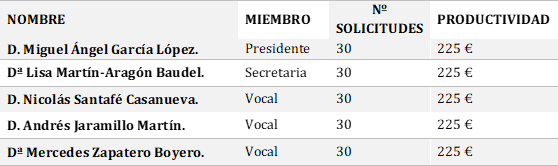 NOMBRE MIEMBRO Nº SOLICITUDES PRODUCTIVIDAD
D. Miguel Ángel García López. Presidente 30 225 €
Dª Lisa Martín-Aragón Baudel. Secretaria 30 225 €
D. Nicolás Santafé Casanueva. Vocal 30 225 €
D. Andrés Jaramillo Martín. Vocal 30 225 €
Dª Mercedes Zapatero Boyero. Vocal 30 225 €